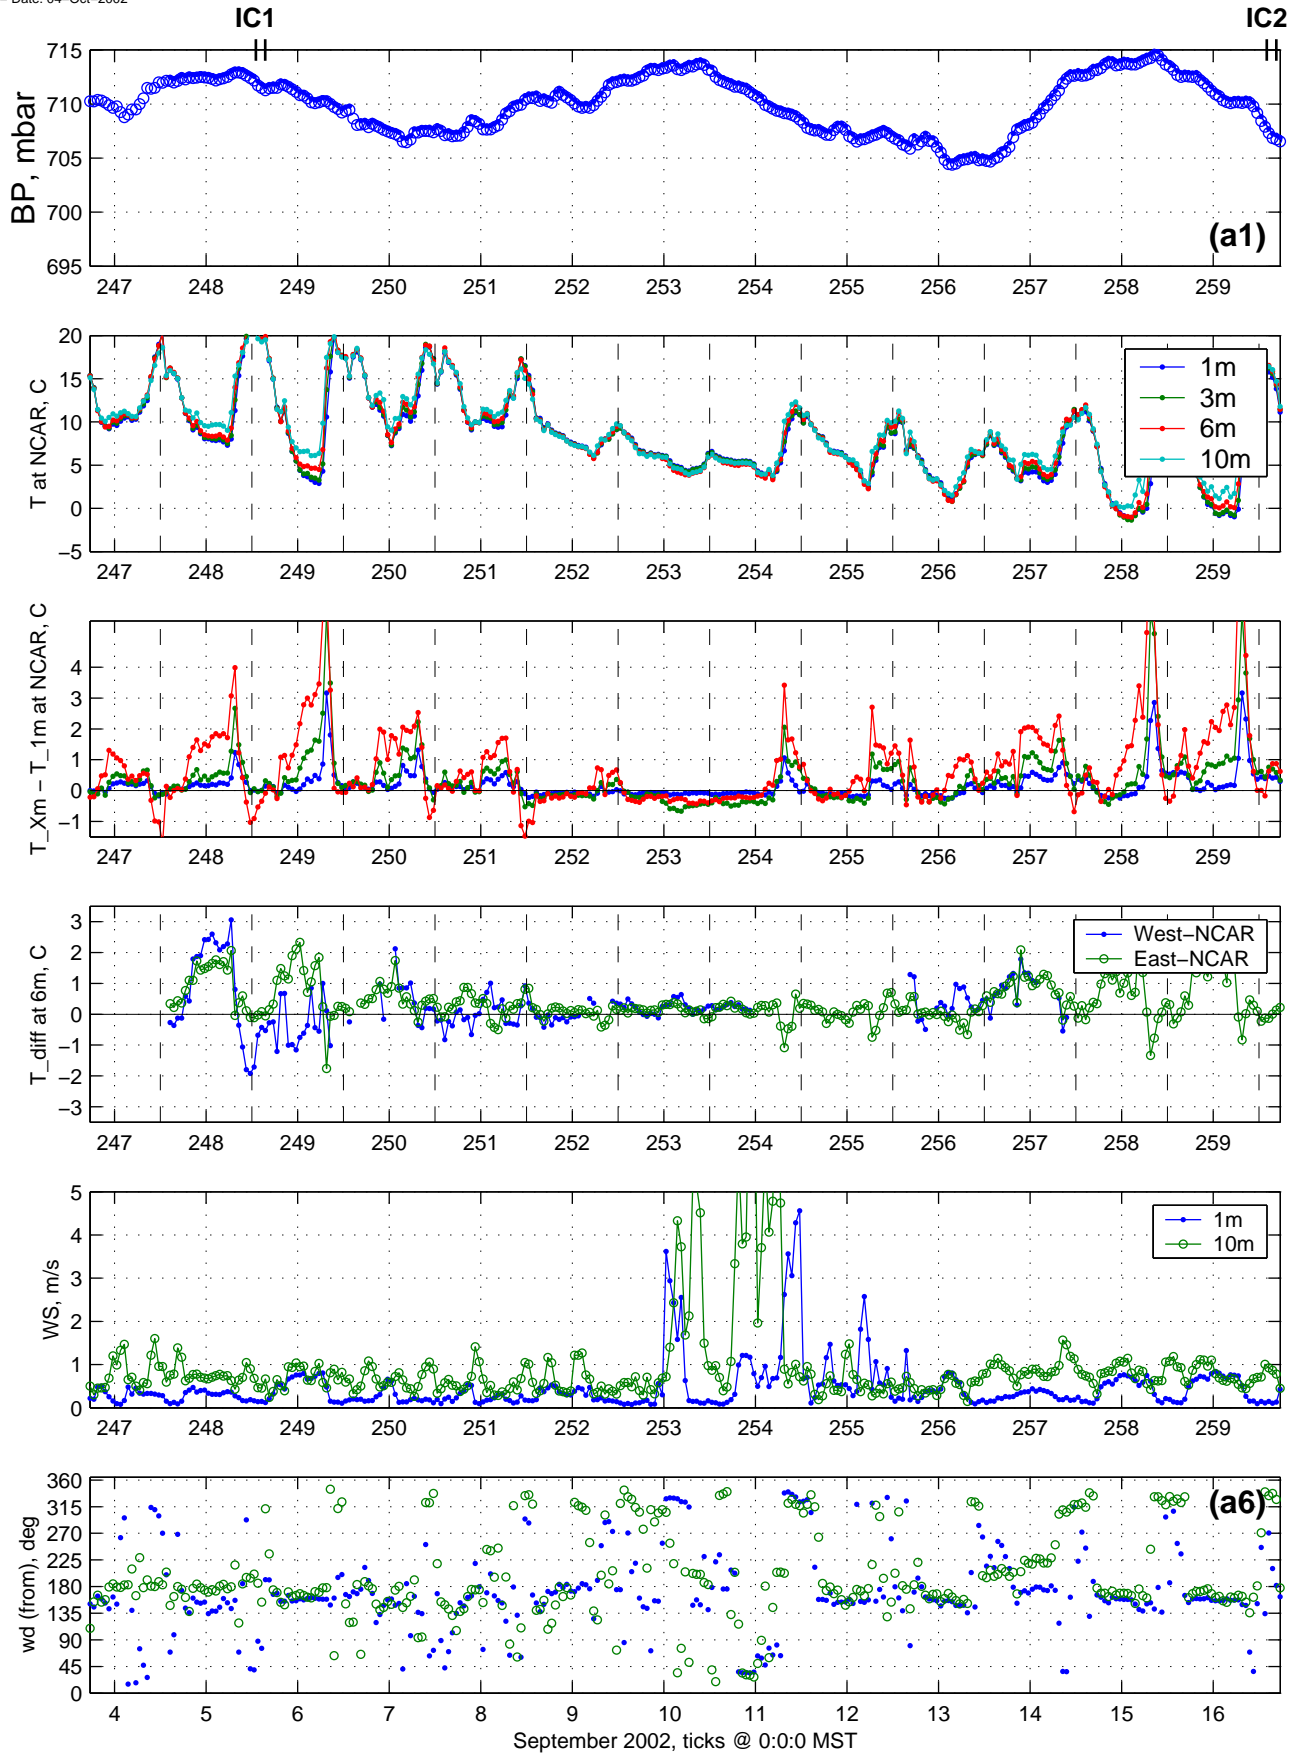 − Date: 04−Oct−2002
IC1 IC2
715
710
705
700
695
BP, mbar
(a1)
247 248 249 250 251 252 253 254 255 256 257 258 259
20
15
10
5
0
−5
T at NCAR, C
1m
3m
6m
10m
247 248 249 250 251 252 253 254 255 256 257 258 259
4
3
2
1
0
−1
T_Xm − T_1m at NCAR, C
247 248 249 250 251 252 253 254 255 256 257 258 259
3
2
1
0
−1
−2
−3
T_diff at 6m, C
West−NCAR
East−NCAR
247 248 249 250 251 252 253 254 255 256 257 258 259
5
4
3
2
1
0
WS, m/s
1m
10m
247 248 249 250 251 252 253 254 255 256 257 258 259
360
315
270
225
180
135
90
45
0
wd (from), deg
(a6)
4 5 6 7 8 9 10 11 12 13 14 15 16
September 2002, ticks @ 0:0:0 MST